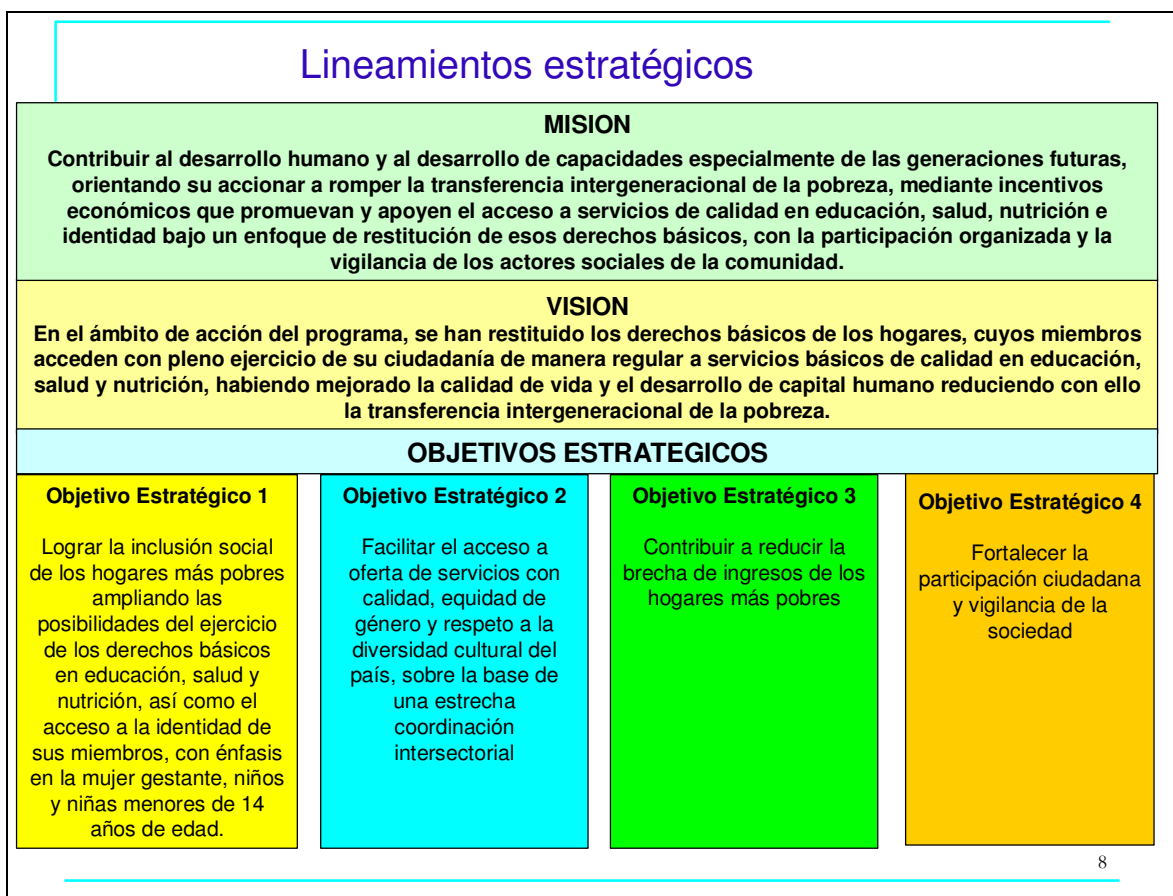 Lineamientos estratégicos
MISION
Contribuir al desarrollo humano y al desarrollo de capacidades especialmente de las generaciones futuras,
orientando su accionar a romper la transferencia intergeneracional de la pobreza, mediante incentivos
económicos que promuevan y apoyen el acceso a servicios de calidad en educación, salud, nutrición e
identidad bajo un enfoque de restitución de esos derechos básicos, con la participación organizada y la
vigilancia de los actores sociales de la comunidad.
VISION
En el ámbito de acción del programa, se han restituido los derechos básicos de los hogares, cuyos miembros
acceden con pleno ejercicio de su ciudadanía de manera regular a servicios básicos de calidad en educación,
salud y nutrición, habiendo mejorado la calidad de vida y el desarrollo de capital humano reduciendo con ello
la transferencia intergeneracional de la pobreza.
OBJETIVOS ESTRATEGICOS
Objetivo Estratégico 1
Lograr la inclusión social
de los hogares más pobres
ampliando las
posibilidades del ejercicio
de los derechos básicos
en educación, salud y
nutrición, así como el
acceso a la identidad de
sus miembros, con énfasis
en la mujer gestante, niños
y niñas menores de 14
años de edad.
Objetivo Estratégico 2
Facilitar el acceso a
oferta de servicios con
calidad, equidad de
género y respeto a la
diversidad cultural del
país, sobre la base de
una estrecha
coordinación
intersectorial
Objetivo Estratégico 3
Contribuir a reducir la
brecha de ingresos de los
hogares más pobres
Objetivo Estratégico 4
Fortalecer la
participación ciudadana
y vigilancia de la
sociedad
8